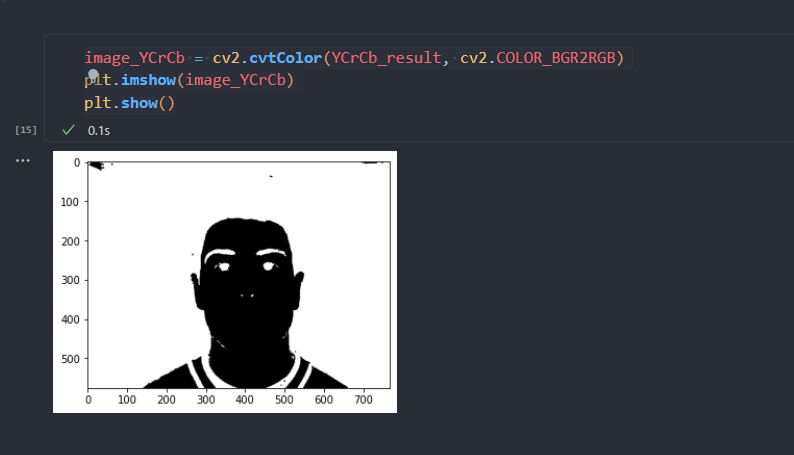 image_YCrCb = cv2.cvtColor(YCrCb_result, cv2.COLOR_BGR2RGB)
plt.imshow(image_YCrCb)
plt.show()
[15] ✓ 0.1s
...
0
100
200
300
400
500
0 100 200 300 400 500 600 700